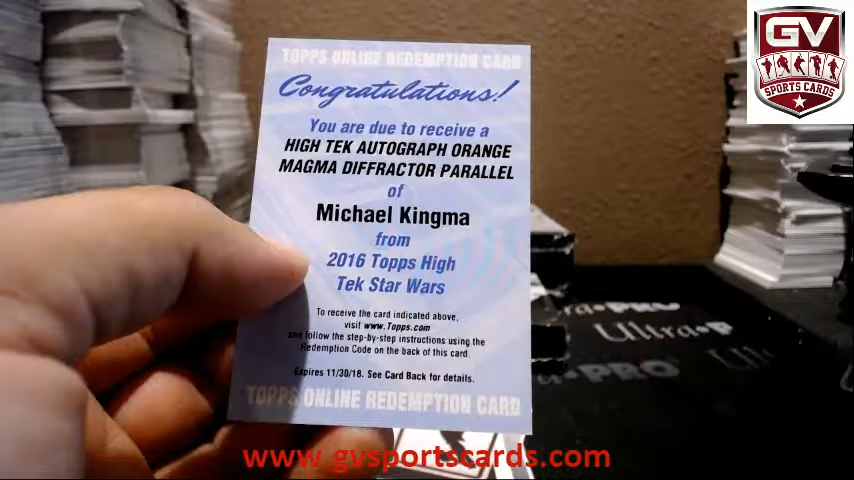 TOPPS ONLINE REDEMPTION CARD
Congratulations!
You are due to receive a
HIGH TEK AUTOGRAPH ORANGE
MAGMA DIFFRACTOR PARALLEL
of
Michael Kingma
from
2016 Topps High
Tek Star Wars
To receive the card indicated above,
visit www.Topps.com
and follow the step-by-step instructions using the
Redemption Code on the back of this card.
Expires 11/30/18. See Card Back for details.
TOPPS ONLINE REDEMPTION CARD
GV
SPORTS CARDS
Ultra
PRO
www.gvsportscards.com